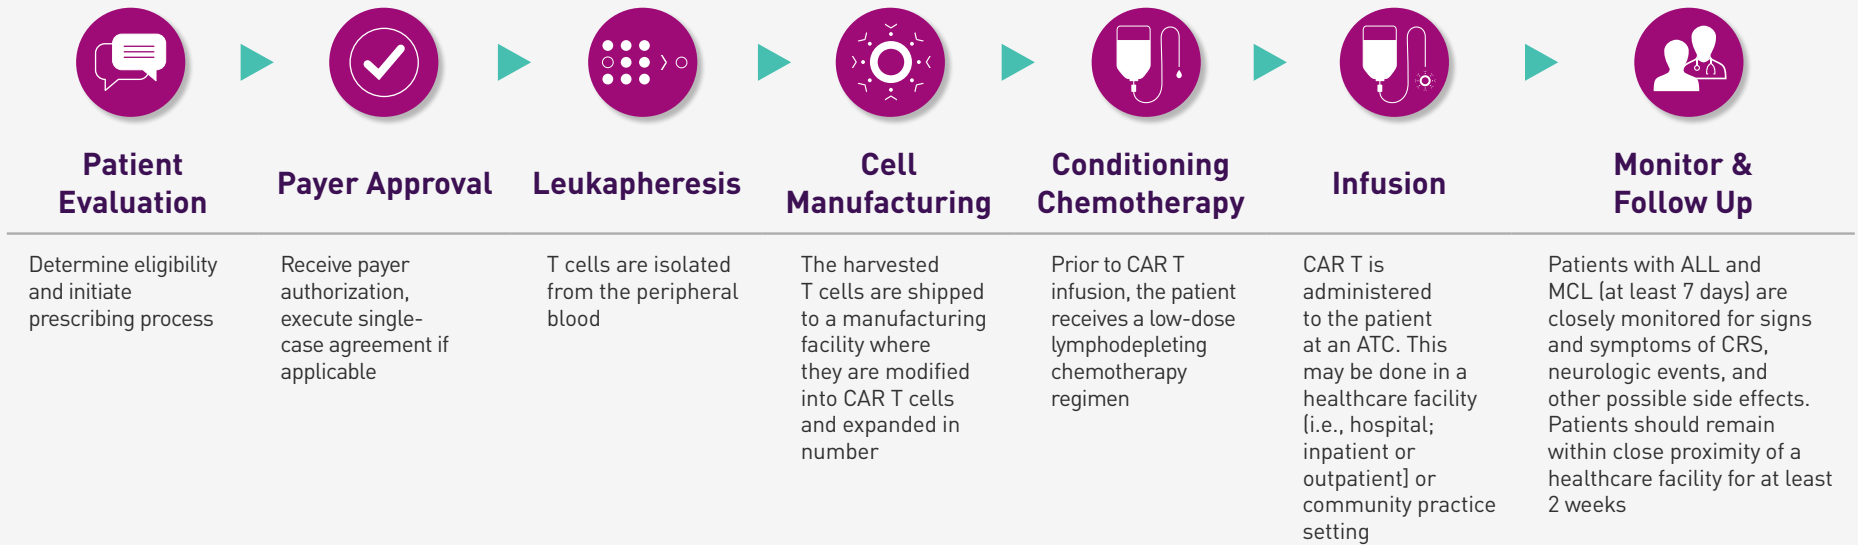 Patient
Evaluation
Payer Approval
Leukapheresis
Cell
Manufacturing
Conditioning
Chemotherapy
Infusion
Monitor &
Follow Up
Determine eligibility
and initiate
prescribing process
Receive payer
authorization,
execute single-
case agreement if
applicable
T cells are isolated
from the peripheral
blood
The harvested
T cells are shipped
to a manufacturing
facility where
they are modified
into CAR T cells
and expanded in
number
Prior to CAR T
infusion, the patient
receives a low-dose
lymphodepleting
chemotherapy
regimen
CAR T is
administered
to the patient
at an ATC. This
may be done in a
healthcare facility
(i.e., hospital;
inpatient or
outpatient] or
community practice
setting
Patients with ALL and
MCL (at least 7 days) are
closely monitored for signs
and symptoms of CRS,
neurologic events, and
other possible side effects.
Patients should remain
within close proximity of a
healthcare facility for at least
2 weeks